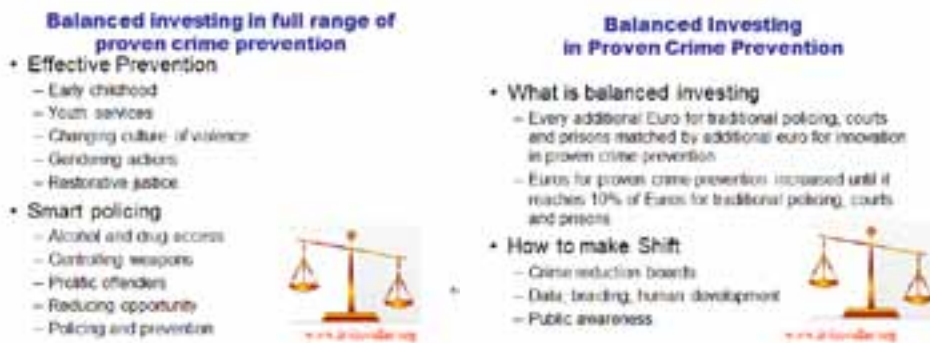 Balanced investing in full range of
proven crime prevention
• Effective Prevention
– Early childhood
– Youth services
– Changing culture of violence
– Gendering actions
– Restorative justice
• Smart policing
– Alcohol and drug access
– Controlling weapons
– Prolific offenders
– Reducing opportunity
– Policing and prevention
Balanced Investing
in Proven Crime Prevention
• What is balanced investing
– Every additional Euro for traditional policing, courts
and prisons matched by additional euro for innovation
in proven crime prevention
– Euros for proven crime prevention increased until it
reaches 10% of Euros for traditional policing, courts
and prisons
• How to make Shift
– Crime reduction boards
– Data, human development
– Public awareness